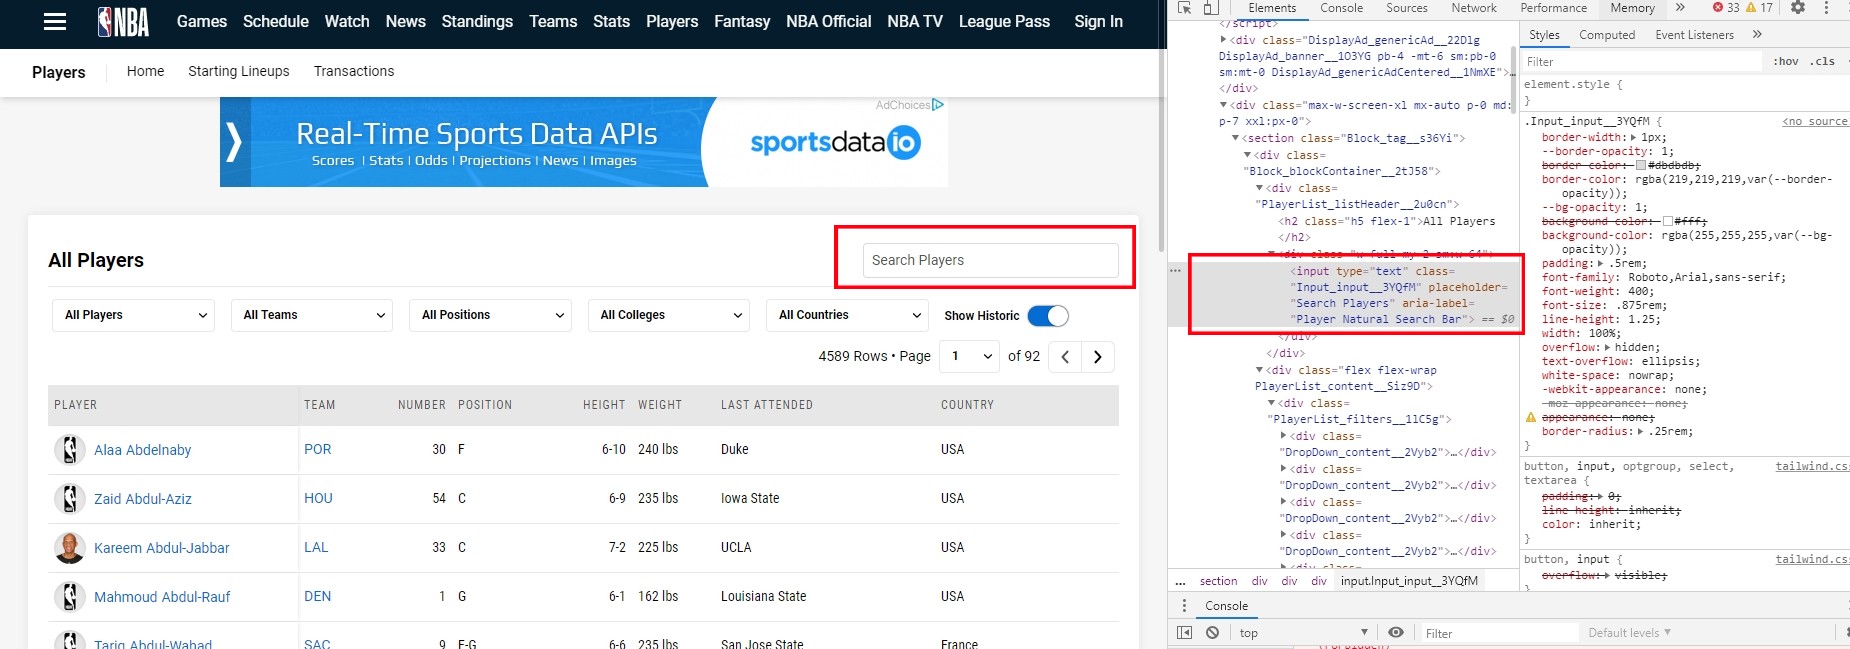 NBA Games Schedule Watch News Standings Teams Stats Players Fantasy NBA Official NBA TV League Pass Sign In
Players Home Starting Lineups Transactions
AdChoices
Real-Time Sports Data APIs
Scores | Stats | Odds | Projections | News | Images
sportsdata io
All Players
Search Players
All Players All Teams All Positions All Colleges All Countries Show Historic
4589 Rows • Page 1 of 92
PLAYER TEAM NUMBER POSITION HEIGHT WEIGHT LAST ATTENDED COUNTRY
Alaa Abdelnaby POR 30 F 6-10 240 lbs Duke USA
Zaid Abdul-Aziz HOU 54 C 6-9 235 lbs Iowa State USA
Kareem Abdul-Jabbar LAL 33 C 7-2 225 lbs UCLA USA
Mahmoud Abdul-Rauf DEN 1 G 6-1 162 lbs Louisiana State USA
Tariq Abdul-Wahad SAC 9 F-G 6-6 235 lbs San Jose State France
Elements Console Sources Network Performance Memory » 33 17
</script>
<div class="DisplayAd_genericAd__22Dlg
DisplayAd_banner__1O3YG pb-4 -mt-6 sm:pb-0
sm:mt-0 DisplayAd_genericAdCentered__1NmXE">…
</div>
<div class="max-w-screen-xl mx-auto p-0 md:
p-7 xxl:px-0">
<section class="Block_tag__s36Yi">
<div class=
"Block_blockContainer__2tJ58">
<div class=
"PlayerList_listHeader__2u0cn">
<h2 class="h5 flex-1">All Players
</h2>
<div class="w-full my-2 sm:w-64">
<input type="text" class=
"Input_input__3YQfM" placeholder=
"Search Players" aria-label=
"Player Natural Search Bar"> == $0
</div>
</div>
<div class="flex flex-wrap
PlayerList_content__Siz9D">
<div class=
"PlayerList_filters__1lC5g">
<div class=
"DropDown_content__2Vyb2">…</div>
<div class=
"DropDown_content__2Vyb2">…</div>
<div class=
"DropDown_content__2Vyb2">…</div>
<div class=
"DropDown_content__2Vyb2">…</div>
<div class=
... section div div div input.Input_input__3YQfM
Styles Computed Event Listeners »
Filter :hov .cls
element.style {
}
.Input_input__3YQfM { <no source
border-width: 1px;
--border-opacity: 1;
border-color: #dbdbdb;
border-color: rgba(219,219,219,var(--border-
opacity));
--bg-opacity: 1;
background-color: #fff;
background-color: rgba(255,255,255,var(--bg-
opacity));
padding: .5rem;
font-family: Roboto,Arial,sans-serif;
font-weight: 400;
font-size: .875rem;
line-height: 1.25;
width: 100%;
overflow: hidden;
text-overflow: ellipsis;
white-space: nowrap;
-webkit-appearance: none;
-moz-appearance: none;
appearance: none;
border-radius: .25rem;
}
button, input, optgroup, select, tailwind.cs
textarea {
padding: 0;
line-height: inherit;
color: inherit;
}
button, input { tailwind.cs
overflow: visible;
}
Console
top Filter Default levels